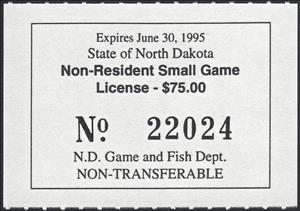 Expires June 30, 1995
State of North Dakota
Non-Resident Small Game
License - $75.00
Nº 22024
N.D. Game and Fish Dept.
NON-TRANSFERABLE